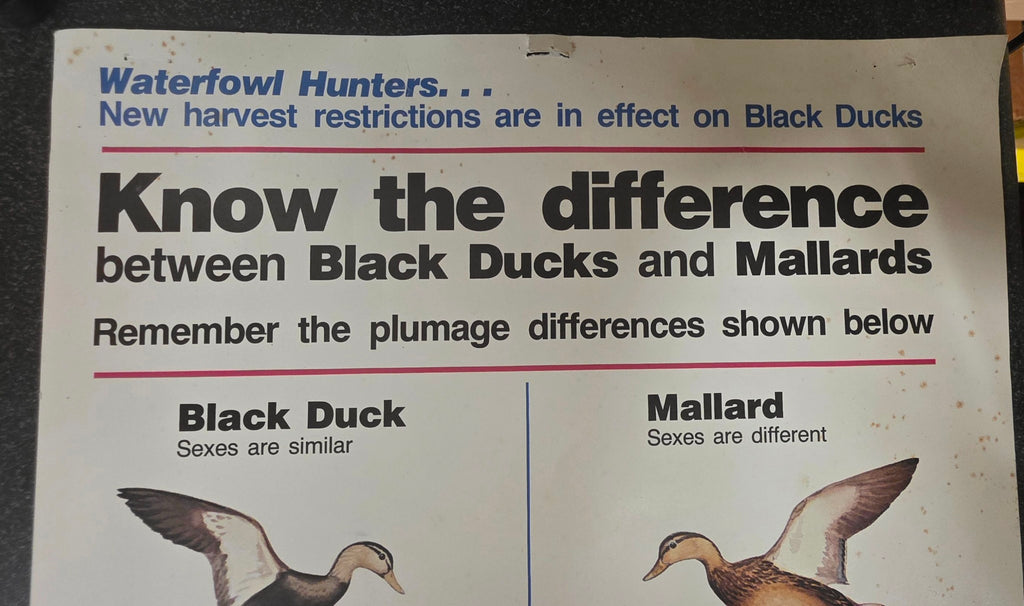 Waterfowl Hunters. . .
New harvest restrictions are in effect on Black Ducks
Know the difference
between Black Ducks and Mallards
Remember the plumage differences shown below
Black Duck
Sexes are similar
Mallard
Sexes are different